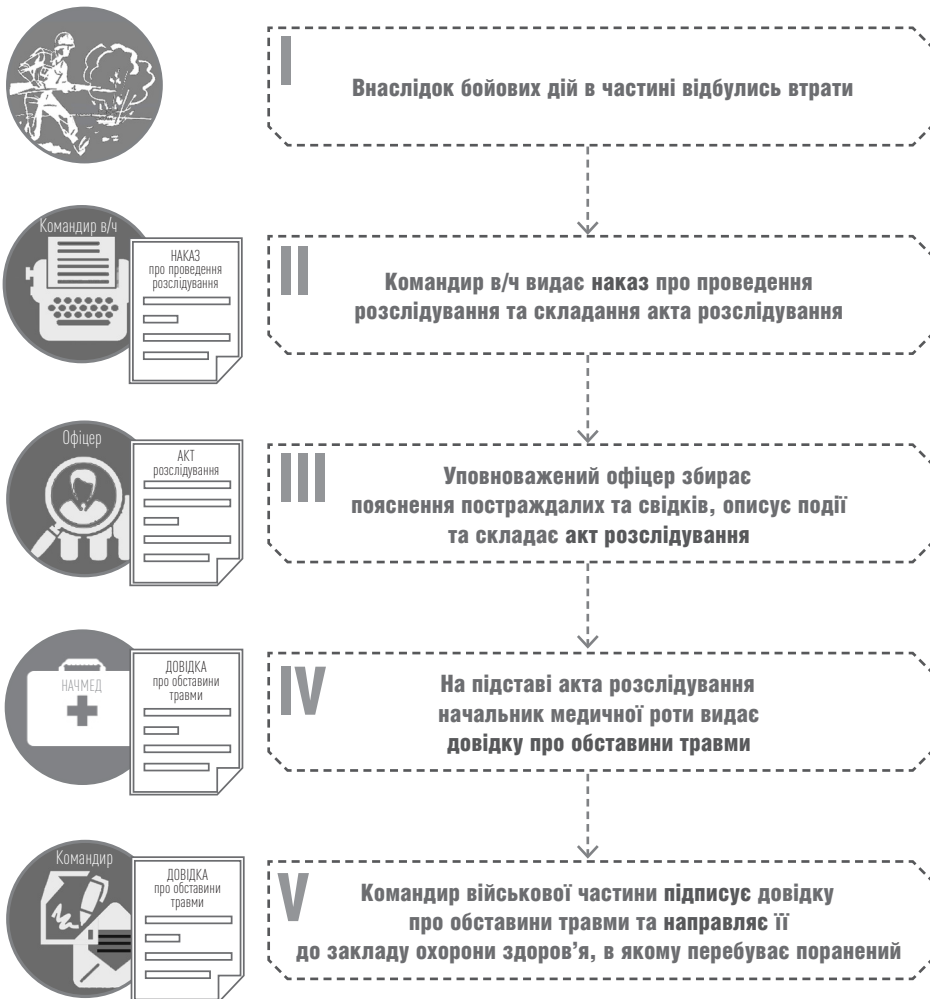 I
Внаслідок бойових дій в частині відбулись втрати
Командир в/ч
НАКАЗ
про проведення
розслідування
II
Командир в/ч видає наказ про проведення
розслідування та складання акта розслідування
Офіцер
АКТ
розслідування
III
Уповноважений офіцер збирає
пояснення постраждалих та свідків, описує події
та складає акт розслідування
НАЧМЕД
ДОВІДКА
про обставини
травми
IV
На підставі акта розслідування
начальник медичної роти видає
довідку про обставини травми
Командир
ДОВІДКА
про обставини
травми
V
Командир військової частини підписує довідку
про обставини травми та направляє її
до закладу охорони здоров’я, в якому перебуває поранений